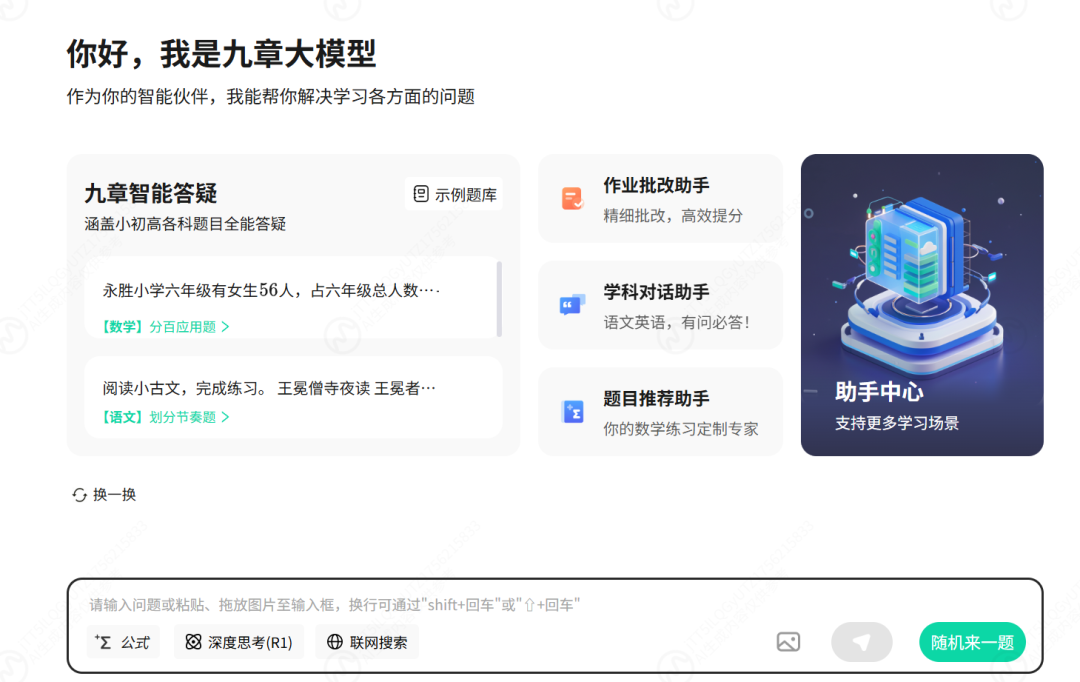 你好，我是九章大模型
作为你的智能伙伴，我能帮你解决学习各方面的问题
九章智能答疑
示例题库
涵盖小初高各科题目全能答疑
永胜小学六年级有女生56人，占六年级总人数····
【数学】分百应用题 >
阅读小古文，完成练习。 王冕僧寺夜读 王冕者···
【语文】划分节奏题 >
作业批改助手
精细批改，高效提分
学科对话助手
语文英语，有问必答！
题目推荐助手
你的数学练习定制专家
助手中心
支持更多学习场景
换一换
请输入问题或粘贴、拖放图片至输入框，换行可通过"shift+回车"或"⇧+回车"
公式
深度思考(R1)
联网搜索
随机来一题